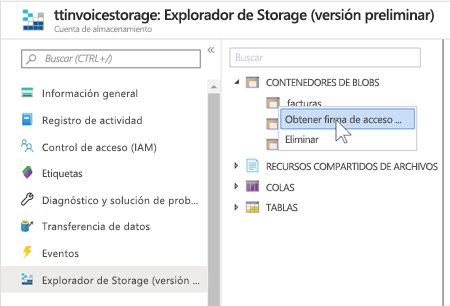 ttinvoicestorage: Explorador de Storage (versión preliminar)
Cuenta de almacenamiento
Buscar (CTRL+/)
«
Información general
Registro de actividad
Control de acceso (IAM)
Etiquetas
Diagnóstico y solución de prob...
Transferencia de datos
Eventos
Explorador de Storage (versión ...
Buscar
CONTENEDORES DE BLOBS
facturas
Obtener firma de acceso ...
Eliminar
RECURSOS COMPARTIDOS DE ARCHIVOS
COLAS
TABLAS